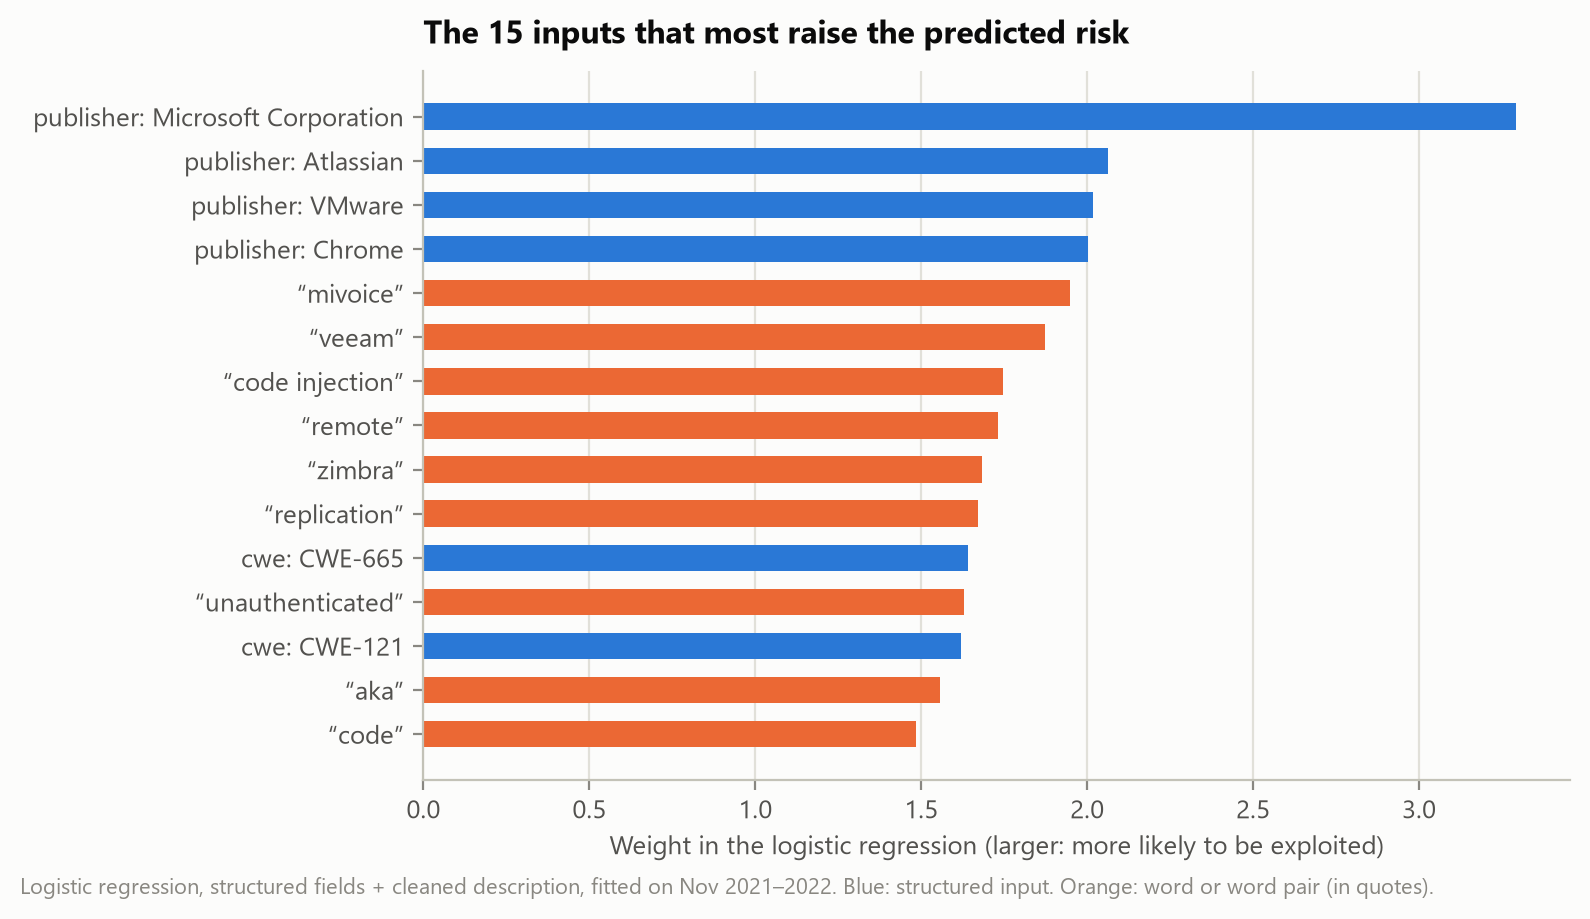 The 15 inputs that most raise the predicted risk
publisher: Microsoft Corporation
publisher: Atlassian
publisher: VMware
publisher: Chrome
“mivoice”
“veeam”
“code injection”
“remote”
“zimbra”
“replication”
cwe: CWE-665
“unauthenticated”
cwe: CWE-121
“aka”
“code”
0.0 0.5 1.0 1.5 2.0 2.5 3.0
Weight in the logistic regression (larger: more likely to be exploited)
Logistic regression, structured fields + cleaned description, fitted on Nov 2021–2022. Blue: structured input. Orange: word or word pair (in quotes).